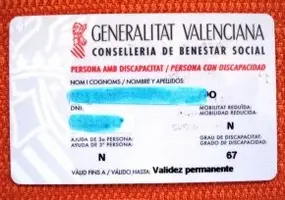 GENERALITAT VALENCIANA
CONSELLERIA DE BENESTAR SOCIAL
PERSONA AMB DISCAPACITAT / PERSONA CON DISCAPACIDAD
NOM I COGNOMS / NOMBRE Y APELLIDOS:
DO
DNI: MOBILITAT REDUÏDA:
MOVILIDAD REDUCIDA:
N
AJUDA DE 3a PERSONA: GRAU DE DISCAPACITAT:
AYUDA DE 3ª PERSONA: GRADO DE DISCAPACIDAD:
N 67
VÀLID FINS A / VÁLIDO HASTA: Validez permanente